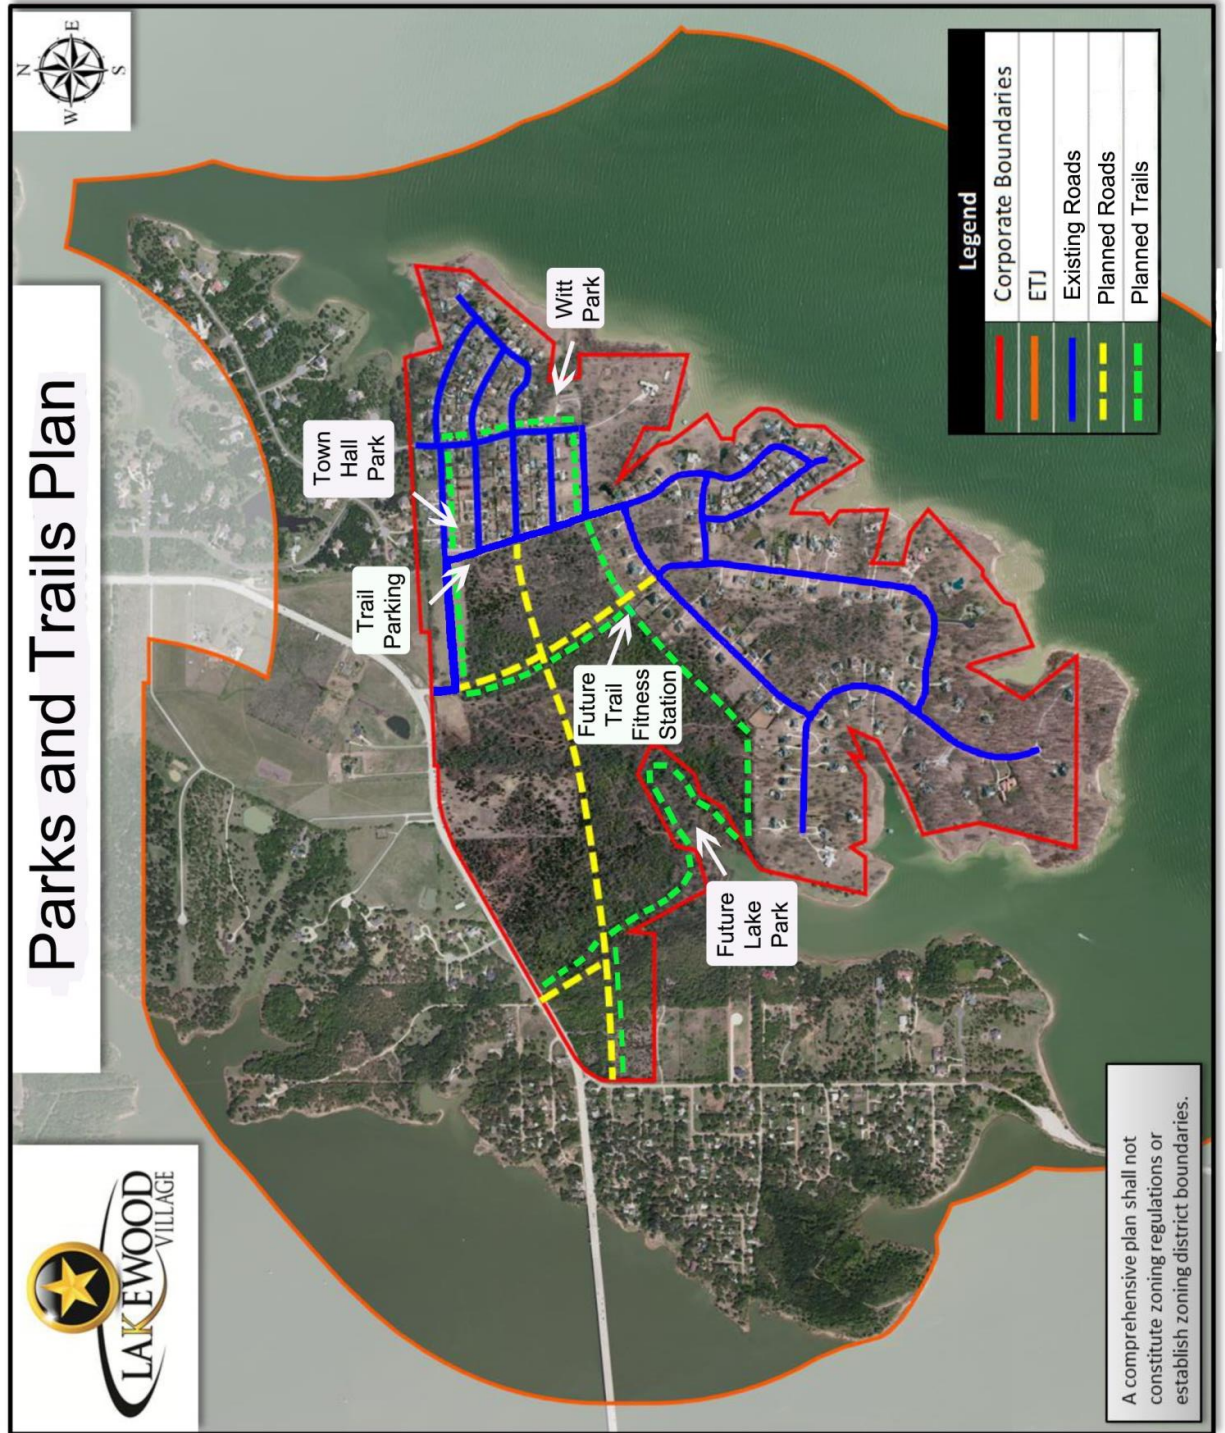 Parks and Trails Plan
LAKEWOOD
VILLAGE
N
E
S
W
Town
Hall
Park
Witt
Park
Trail
Parking
Future
Trail
Fitness
Station
Future
Lake
Park
Legend
Corporate Boundaries
ETJ
Existing Roads
Planned Roads
Planned Trails
A comprehensive plan shall not
constitute zoning regulations or
establish zoning district boundaries.